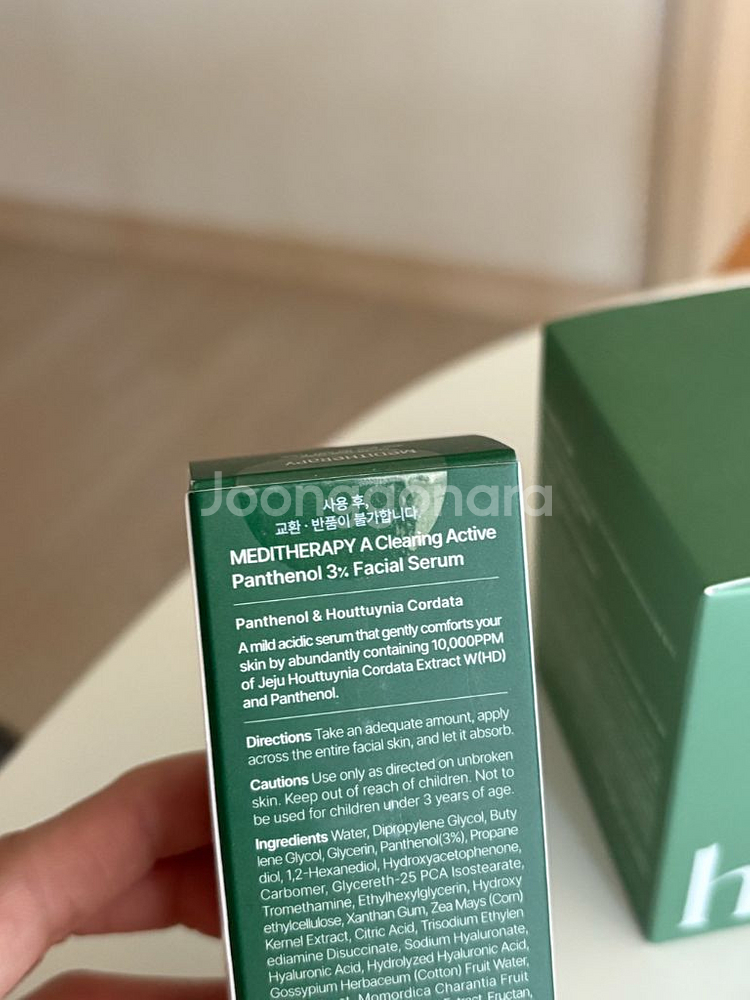 MEDITHERAPY
Joonggonara
사용 후
교환·반품이 불가합니다.
MEDITHERAPY A Clearing Active
Panthenol 3% Facial Serum
Panthenol & Houttuynia Cordata
A mild acidic serum that gently comforts your
skin by abundantly containing 10,000PPM
of Jeju Houttuynia Cordata Extract W(HD)
and Panthenol.
Directions Take an adequate amount, apply
across the entire facial skin, and let it absorb.
Cautions Use only as directed on unbroken
skin. Keep out of reach of children. Not to
be used for children under 3 years of age.
Ingredients Water, Dipropylene Glycol, Buty
lene Glycol, Glycerin, Panthenol(3%), Propane
diol, 1,2-Hexanediol, Hydroxyacetophenone,
Carbomer, Glycereth-25 PCA Isostearate,
Tromethamine, Ethylhexylglycerin, Hydroxy
ethylcellulose, Xanthan Gum, Zea Mays (Corn)
Kernel Extract, Citric Acid, Trisodium Ethylen
ediamine Disuccinate, Sodium Hyaluronate,
Hyaluronic Acid, Hydrolyzed Hyaluronic Acid,
Gossypium Herbaceum (Cotton) Fruit Water,
Momordica Charantia Fruit
Extract, Fructan,
h